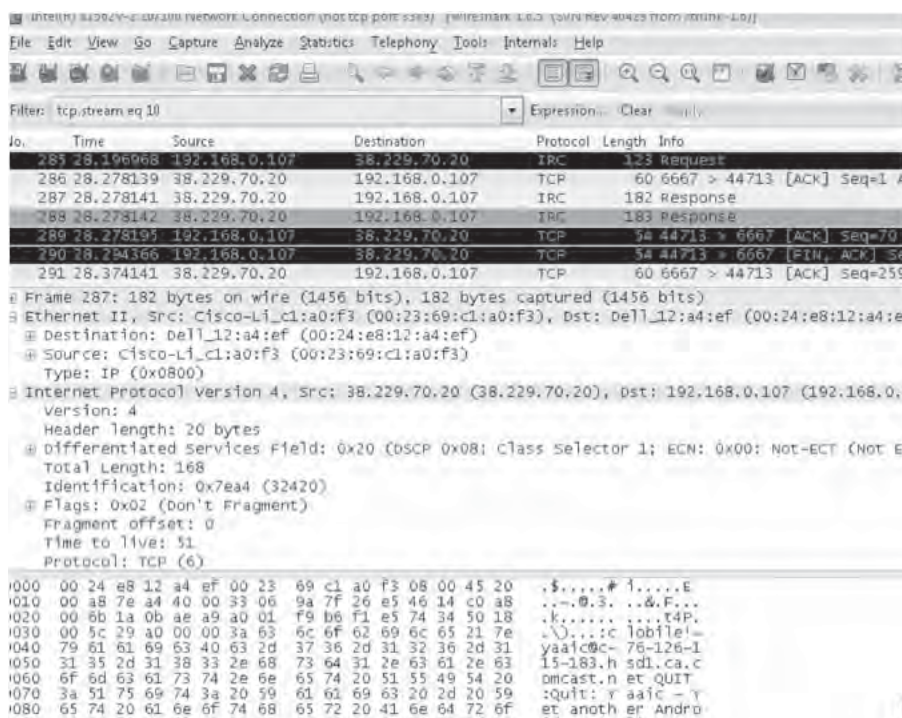 Intel(R) 82562V-2 10/100 Network Connection (not tcp port 3389) [Wireshark 1.6.5 (SVN Rev 40429 from /trunk-1.6)]
File Edit View Go Capture Analyze Statistics Telephony Tools Internals Help
Filter: tcp.stream eq 10 Expression... Clear Apply
No. Time Source Destination Protocol Length Info
285 28.196968 192.168.0.107 38.229.70.20 IRC 123 Request
286 28.278139 38.229.70.20 192.168.0.107 TCP 60 6667 > 44713 [ACK] Seq=1 A
287 28.278141 38.229.70.20 192.168.0.107 IRC 182 Response
288 28.278142 38.229.70.20 192.168.0.107 IRC 183 Response
289 28.278195 192.168.0.107 38.229.70.20 TCP 54 44713 > 6667 [ACK] Seq=70
290 28.294366 192.168.0.107 38.229.70.20 TCP 54 44713 > 6667 [FIN, ACK] Se
291 28.374141 38.229.70.20 192.168.0.107 TCP 60 6667 > 44713 [ACK] Seq=259
Frame 287: 182 bytes on wire (1456 bits), 182 bytes captured (1456 bits)
Ethernet II, Src: Cisco-Li_c1:a0:f3 (00:23:69:c1:a0:f3), Dst: Dell_12:a4:ef (00:24:e8:12:a4:e
Destination: Dell_12:a4:ef (00:24:e8:12:a4:ef)
Source: Cisco-Li_c1:a0:f3 (00:23:69:c1:a0:f3)
Type: IP (0x0800)
Internet Protocol Version 4, Src: 38.229.70.20 (38.229.70.20), Dst: 192.168.0.107 (192.168.0.
Version: 4
Header length: 20 bytes
Differentiated Services Field: 0x20 (DSCP 0x08: Class Selector 1; ECN: 0x00: Not-ECT (Not E
Total Length: 168
Identification: 0x7ea4 (32420)
Flags: 0x02 (Don't Fragment)
Fragment offset: 0
Time to live: 51
Protocol: TCP (6)
0000 00 24 e8 12 a4 ef 00 23 69 c1 a0 f3 08 00 45 20 .$.....# i.....E
0010 00 a8 7e a4 40 00 33 06 9a 7f 26 e5 46 14 c0 a8 ..~.@.3. ..&.F...
0020 00 6b 1a 0b ae a9 a0 01 f9 b6 f1 e5 74 34 50 18 .k...... ....t4P.
0030 00 5c 29 a0 00 00 3a 63 6c 6f 62 69 6c 65 21 7e .\)...:c lobile!~
0040 79 61 61 69 63 40 63 2d 37 36 2d 31 32 36 2d 31 yaaic@c- 76-126-1
0050 31 35 2d 31 38 33 2e 68 73 64 31 2e 63 61 2e 63 15-183.h sd1.ca.c
0060 6f 6d 63 61 73 74 2e 6e 65 74 20 51 55 49 54 20 omcast.n et QUIT
0070 3a 51 75 69 74 3a 20 59 61 61 69 63 20 2d 20 59 :Quit: Y aaic - Y
0080 65 74 20 61 6e 6f 74 68 65 72 20 41 6e 64 72 6f et anoth er Andro